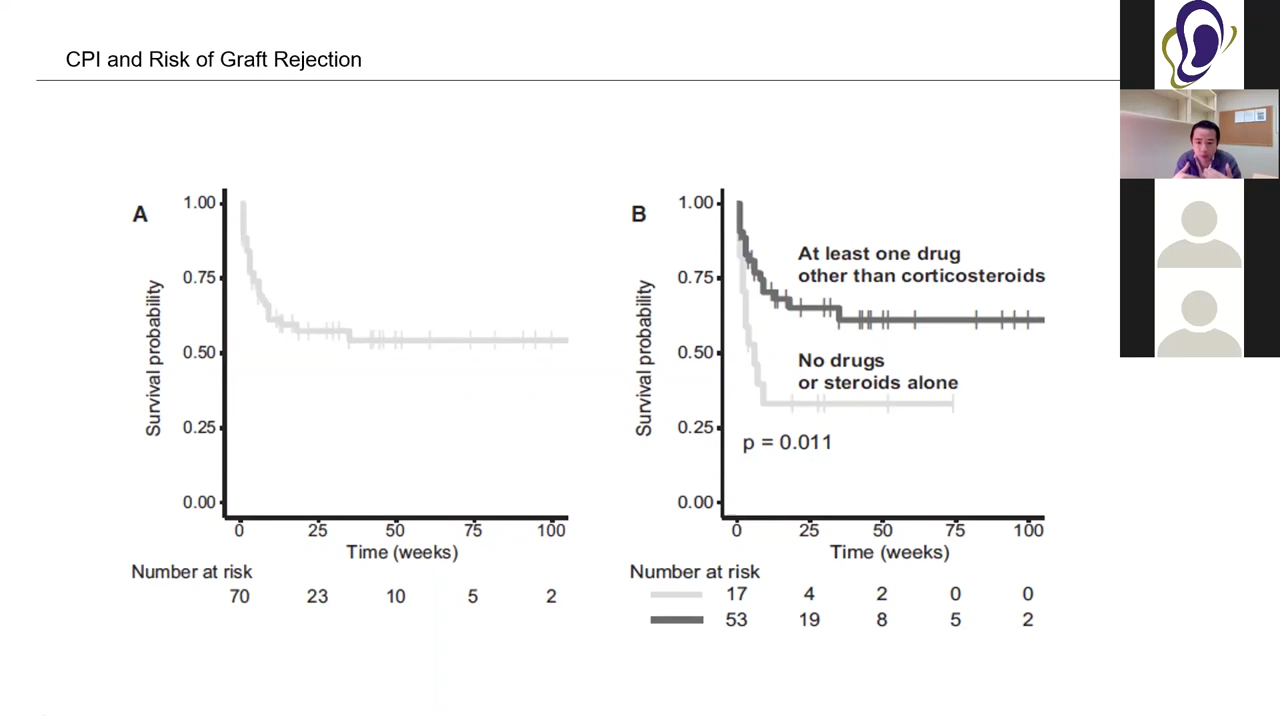 CPI and Risk of Graft Rejection
A
1.00
0.75
0.50
0.25
0.00
Survival probability
0 25 50 75 100
Time (weeks)
Number at risk
70 23 10 5 2
B
1.00
0.75
0.50
0.25
0.00
Survival probability
At least one drug
other than corticosteroids
No drugs
or steroids alone
p = 0.011
0 25 50 75 100
Time (weeks)
Number at risk
17 4 2 0 0
53 19 8 5 2